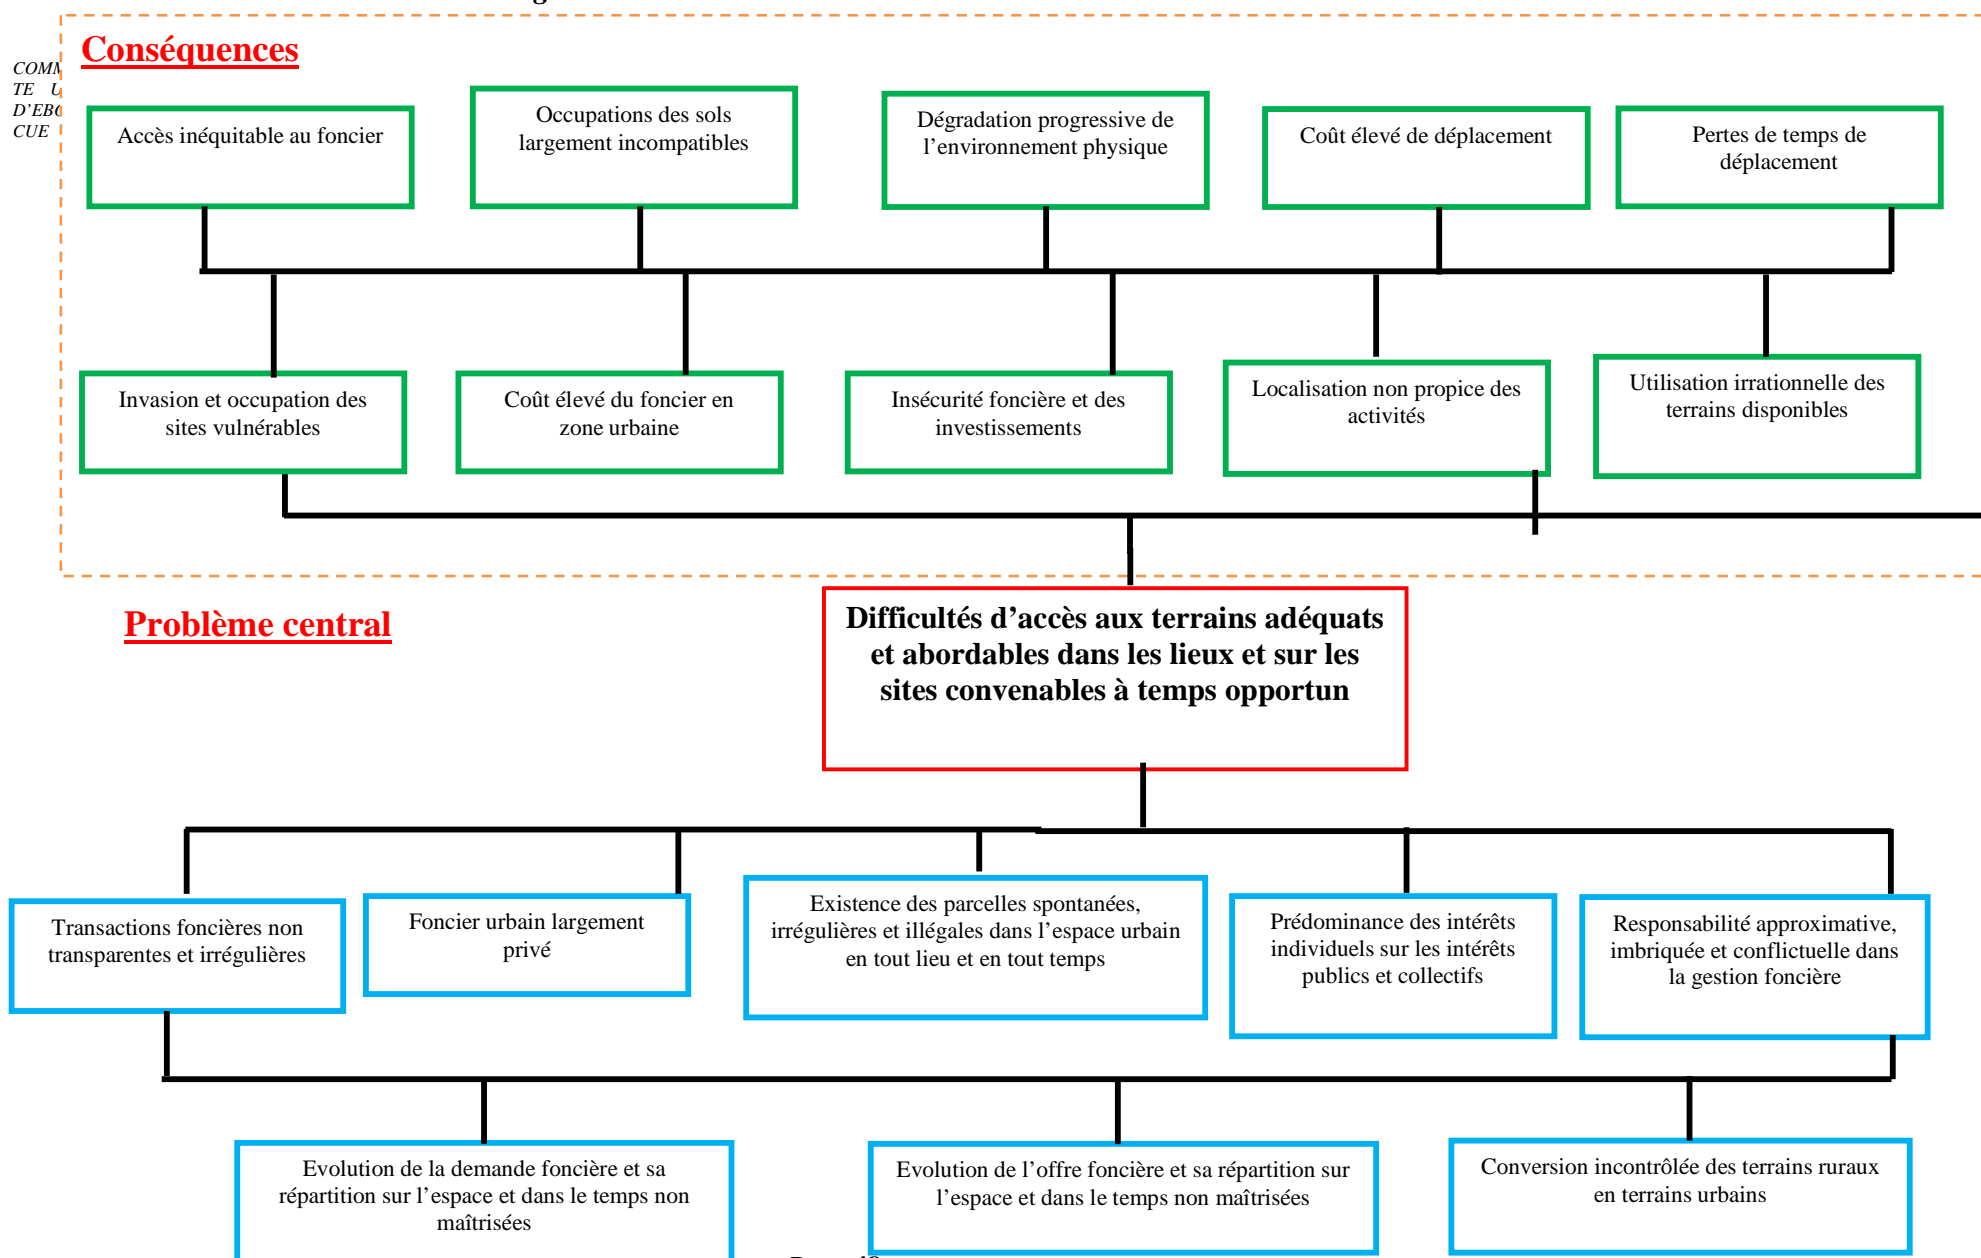 Conséquences
CUE
Accès inéquitable au foncier
Occupations des sols
largement incompatibles
Dégradation progressive de
l’environnement physique
Coût élevé de déplacement
Pertes de temps de
déplacement
Invasion et occupation des
sites vulnérables
Coût élevé du foncier en
zone urbaine
Insécurité foncière et des
investissements
Localisation non propice des
activités
Utilisation irrationnelle des
terrains disponibles
Problème central
Difficultés d’accès aux terrains adéquats
et abordables dans les lieux et sur les
sites convenables à temps opportun
Transactions foncières non
transparentes et irrégulières
Foncier urbain largement
privé
Existence des parcelles spontanées,
irrégulières et illégales dans l’espace urbain
en tout lieu et en tout temps
Prédominance des intérêts
individuels sur les intérêts
publics et collectifs
Responsabilité approximative,
imbriquée et conflictuelle dans
la gestion foncière
Evolution de la demande foncière et sa
répartition sur l’espace et dans le temps non
maîtrisées
Evolution de l’offre foncière et sa répartition sur
l’espace et dans le temps non maîtrisées
Conversion incontrôlée des terrains ruraux
en terrains urbains